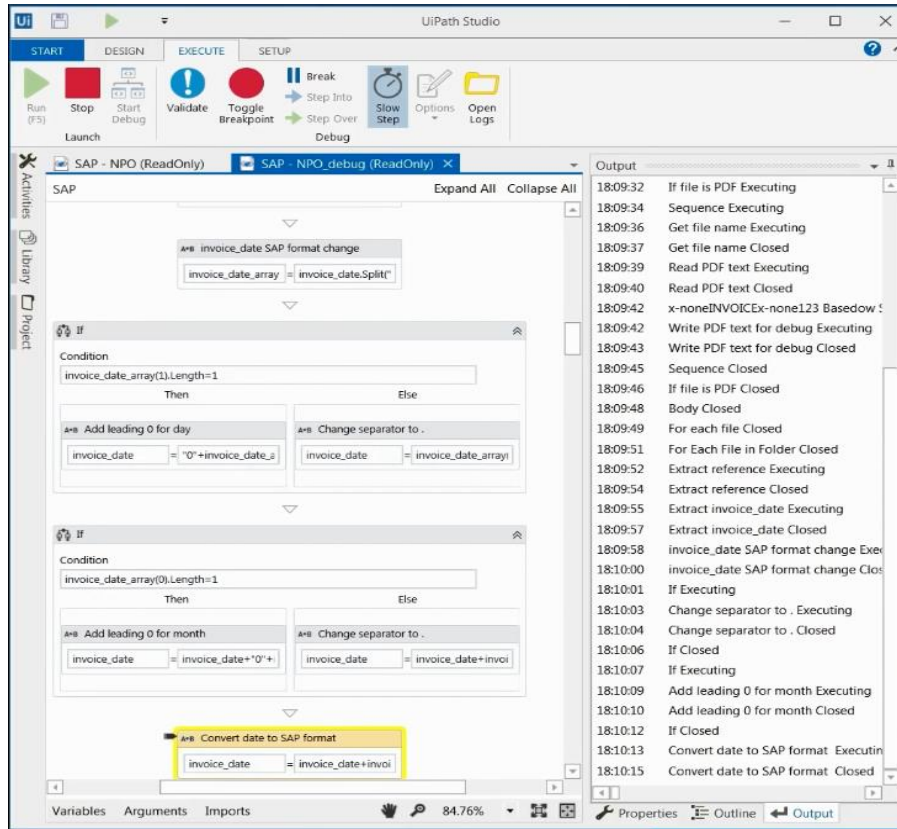 Ui
UiPath Studio
START DESIGN EXECUTE SETUP
Run (F5)
Stop
Start Debug
Validate
Toggle Breakpoint
Break
Step Into
Step Over
Slow Step
Options
Open Logs
Launch
Debug
Activities
Library
Project
SAP - NPO (ReadOnly)
SAP - NPO_debug (ReadOnly)
SAP
Expand All Collapse All
A+B invoice_date SAP format change
invoice_date_array = invoice_date.Split("
If
Condition
invoice_date_array(1).Length=1
Then Else
A+B Add leading 0 for day
invoice_date = "0"+invoice_date_a
A+B Change separator to .
invoice_date = invoice_date_array(
If
Condition
invoice_date_array(0).Length=1
Then Else
A+B Add leading 0 for month
invoice_date = invoice_date+"0"+
A+B Change separator to .
invoice_date = invoice_date+invoi
A+B Convert date to SAP format
invoice_date = invoice_date+invoi
Variables Arguments Imports
84.76%
Output
18:09:32 If file is PDF Executing
18:09:34 Sequence Executing
18:09:36 Get file name Executing
18:09:37 Get file name Closed
18:09:39 Read PDF text Executing
18:09:40 Read PDF text Closed
18:09:42 x-noneINVOICEx-none123 Basedow S
18:09:42 Write PDF text for debug Executing
18:09:43 Write PDF text for debug Closed
18:09:45 Sequence Closed
18:09:46 If file is PDF Closed
18:09:48 Body Closed
18:09:49 For each file Closed
18:09:51 For Each File in Folder Closed
18:09:52 Extract reference Executing
18:09:54 Extract reference Closed
18:09:55 Extract invoice_date Executing
18:09:57 Extract invoice_date Closed
18:09:58 invoice_date SAP format change Exec
18:10:00 invoice_date SAP format change Clos
18:10:01 If Executing
18:10:03 Change separator to . Executing
18:10:04 Change separator to . Closed
18:10:06 If Closed
18:10:07 If Executing
18:10:09 Add leading 0 for month Executing
18:10:10 Add leading 0 for month Closed
18:10:12 If Closed
18:10:13 Convert date to SAP format Executin
18:10:15 Convert date to SAP format Closed
Properties Outline Output